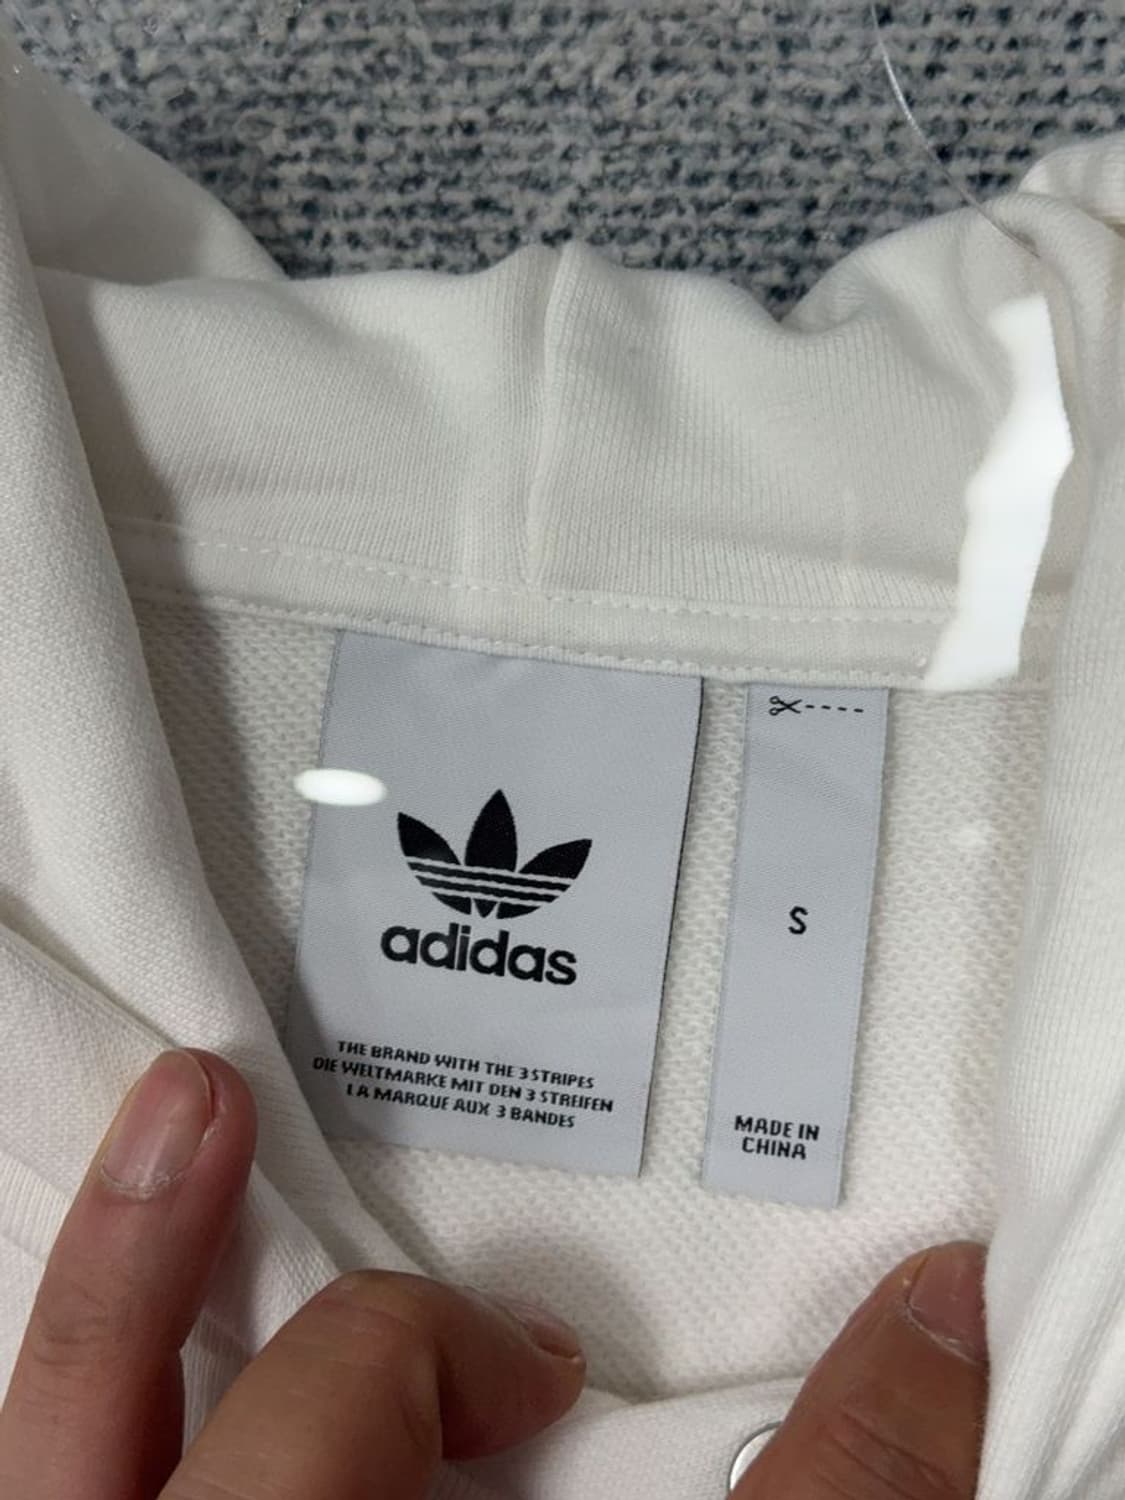 adidas
THE BRAND WITH THE 3 STRIPES
DIE WELTMARKE MIT DEN 3 STREIFEN
LA MARQUE AUX 3 BANDES
S
MADE IN
CHINA